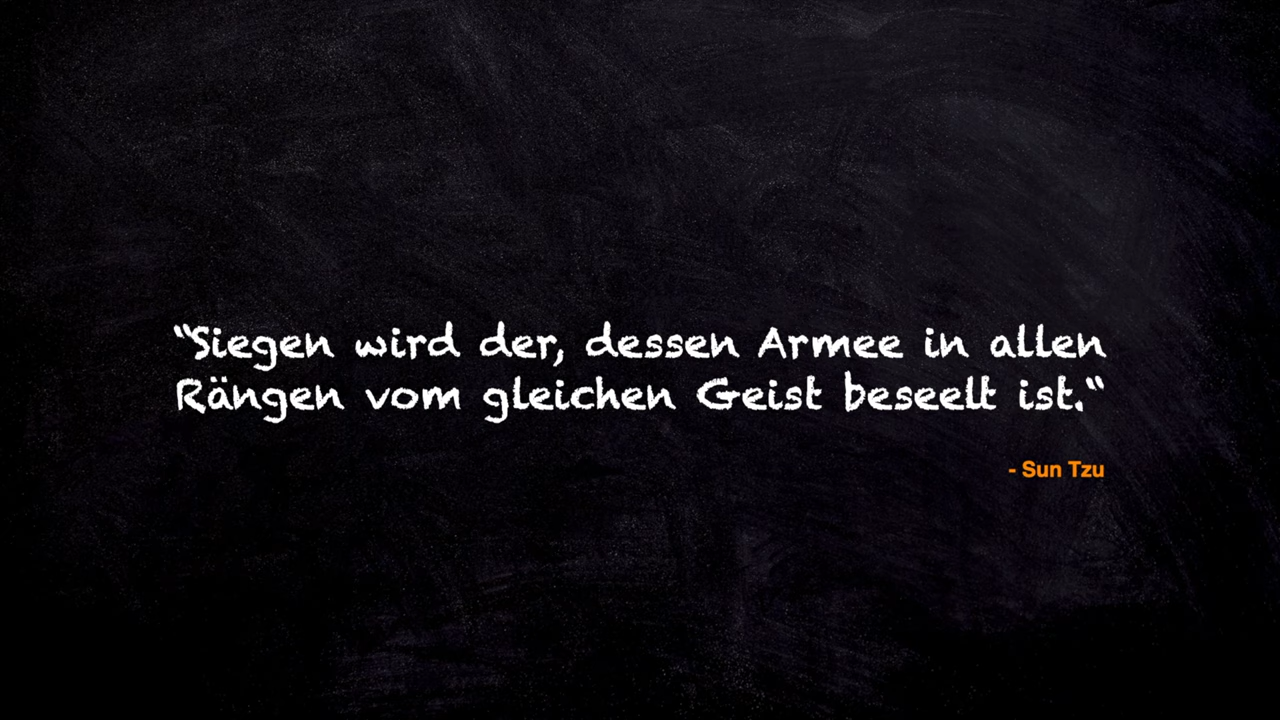 “Siegen wird der, dessen Armee in allen
Rängen vom gleichen Geist beseelt ist.“
- Sun Tzu